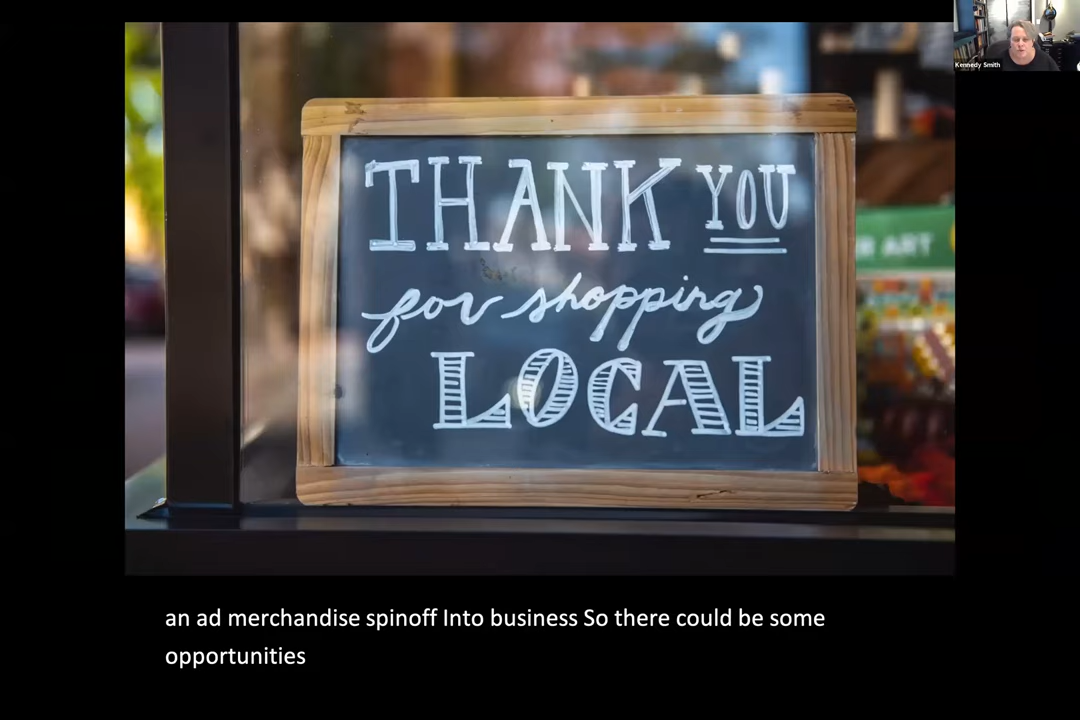 Kennedy Smith
THANK YOU
for shopping
LOCAL
R ART
an ad merchandise spinoff Into business So there could be some
opportunities